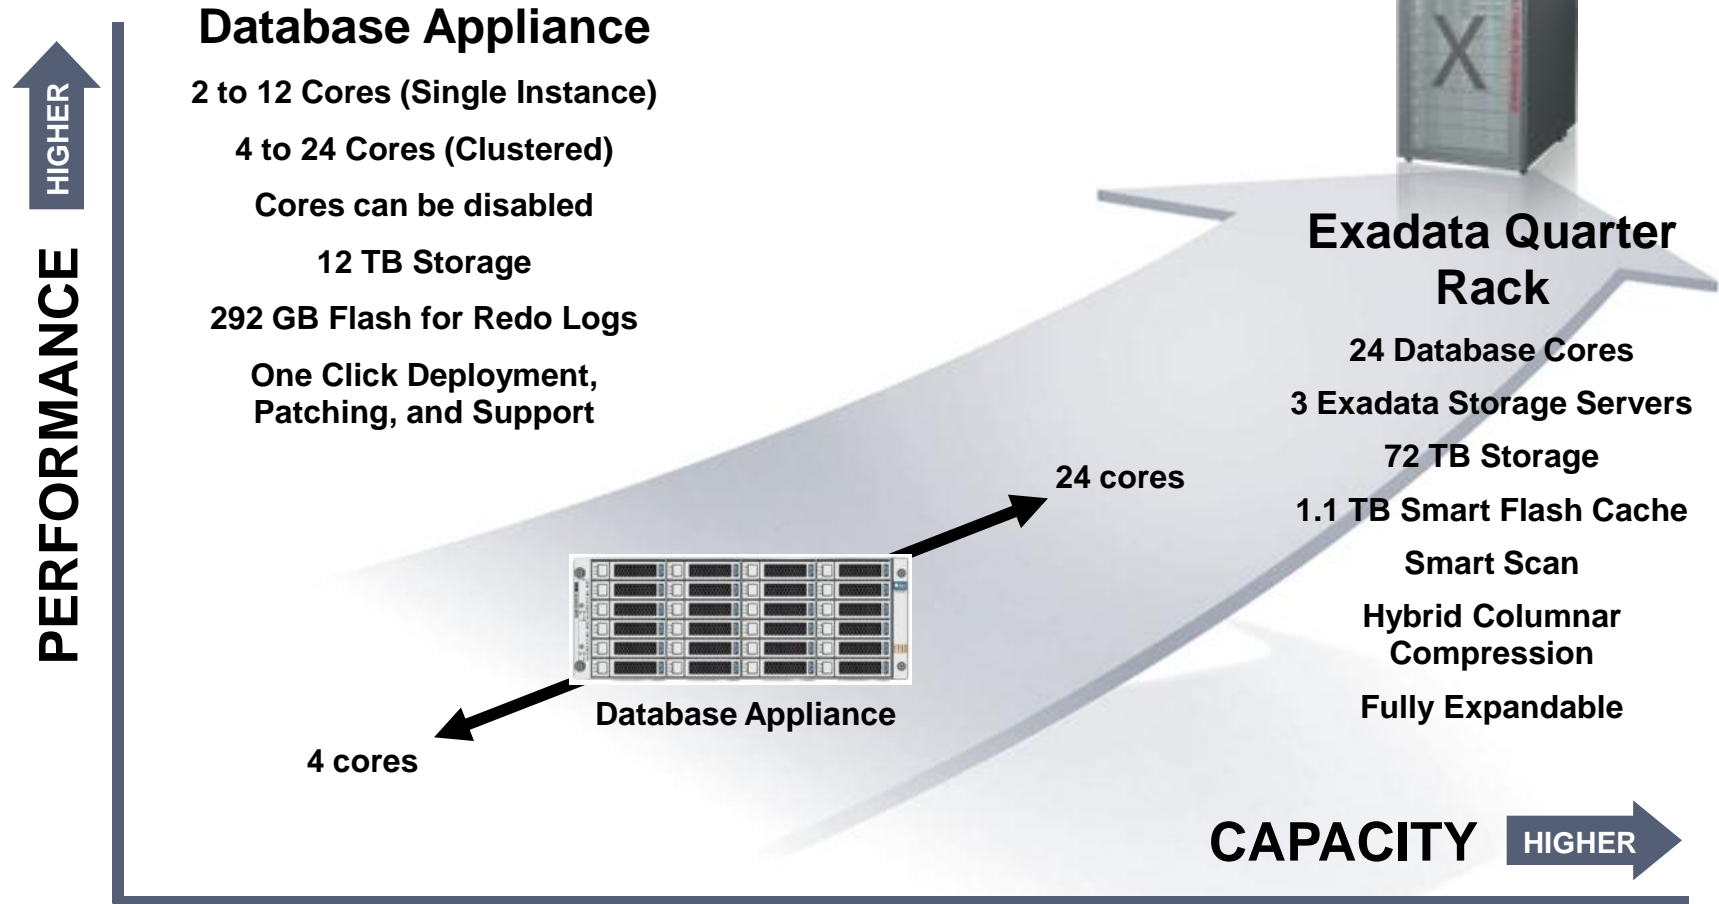 Database Appliance
2 to 12 Cores (Single Instance)
4 to 24 Cores (Clustered)
Cores can be disabled
12 TB Storage
292 GB Flash for Redo Logs
One Click Deployment,
Patching, and Support
HIGHER
PERFORMANCE
X
Exadata Quarter
Rack
24 Database Cores
3 Exadata Storage Servers
72 TB Storage
1.1 TB Smart Flash Cache
Smart Scan
Hybrid Columnar
Compression
Fully Expandable
24 cores
Database Appliance
4 cores
CAPACITY
HIGHER